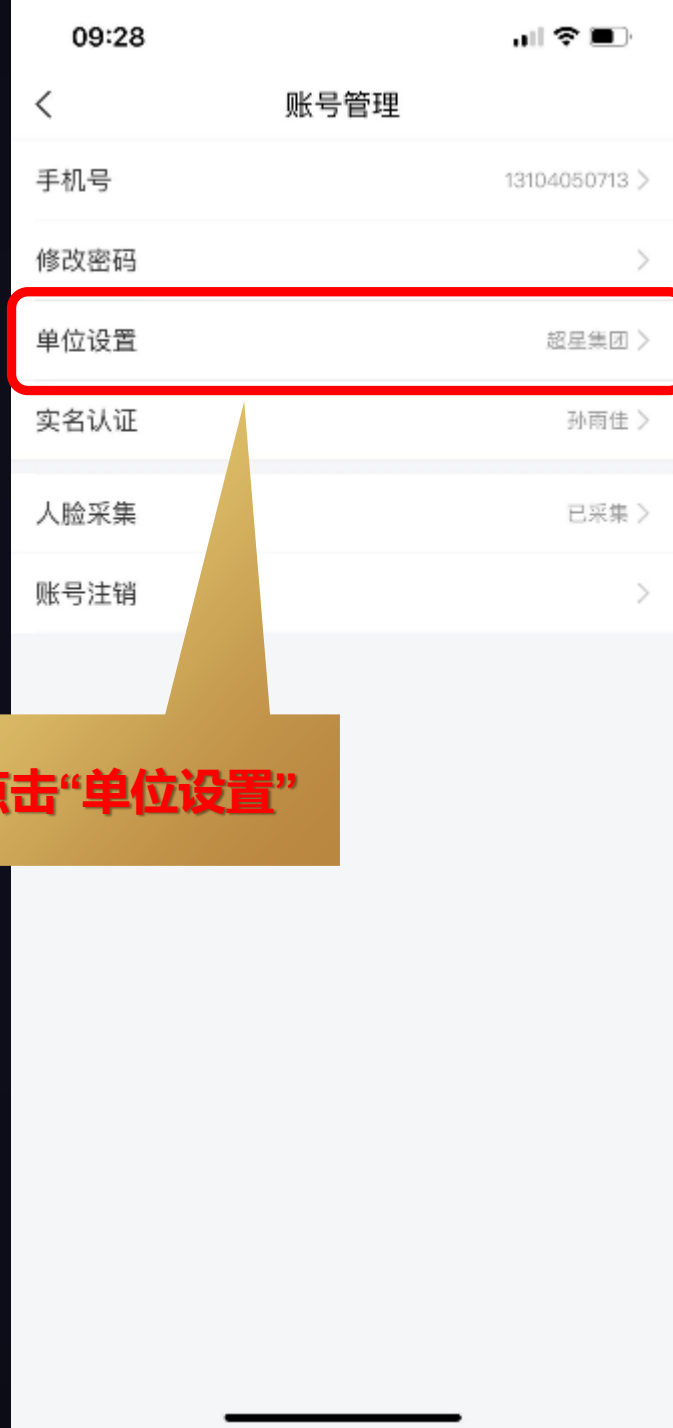 09:28
账号管理
手机号 13104050713
修改密码
单位设置 超星集团
实名认证 孙雨佳
人脸采集 已采集
账号注销
点击“单位设置”